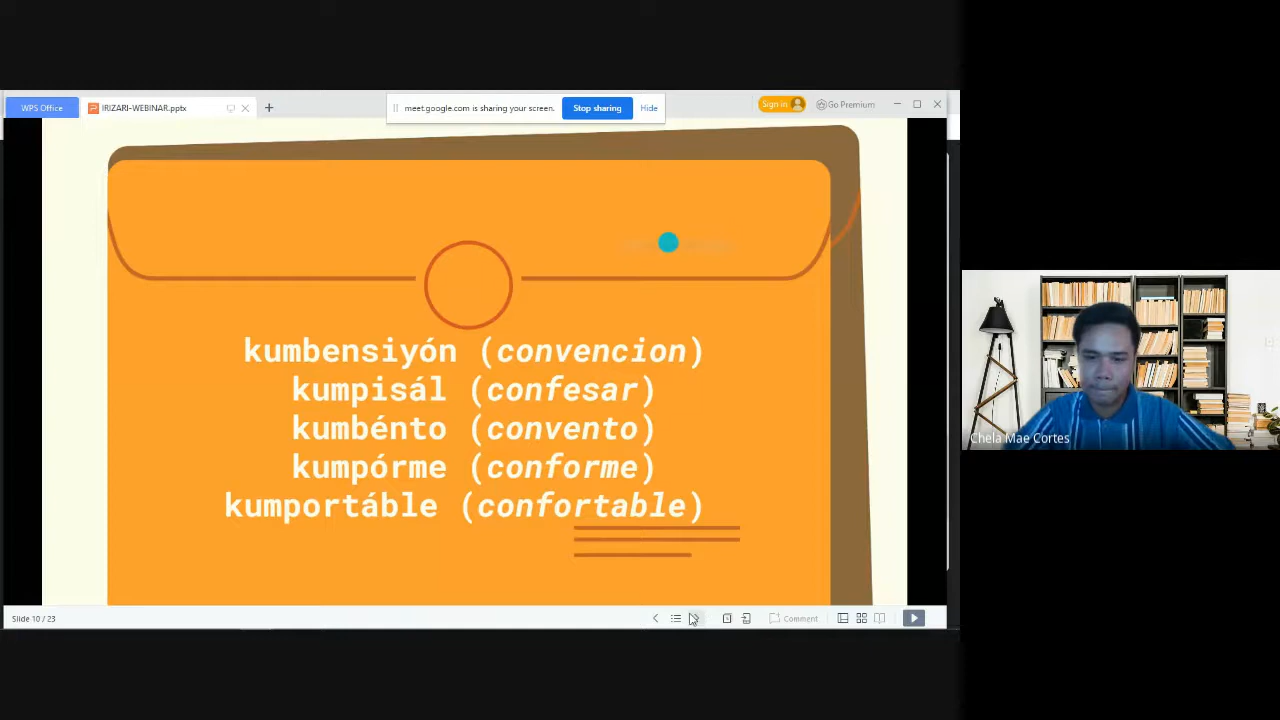 WPS Office
IRIZARI-WEBINAR.pptx
meet.google.com is sharing your screen.
Stop sharing
Hide
Sign in
Go Premium
kumbensiyón (convencion)
kumpisál (confesar)
kumbénto (convento)
kumpórme (conforme)
kumportáble (confortable)
Chela Mae Cortes
Slide 10 / 23
Comment